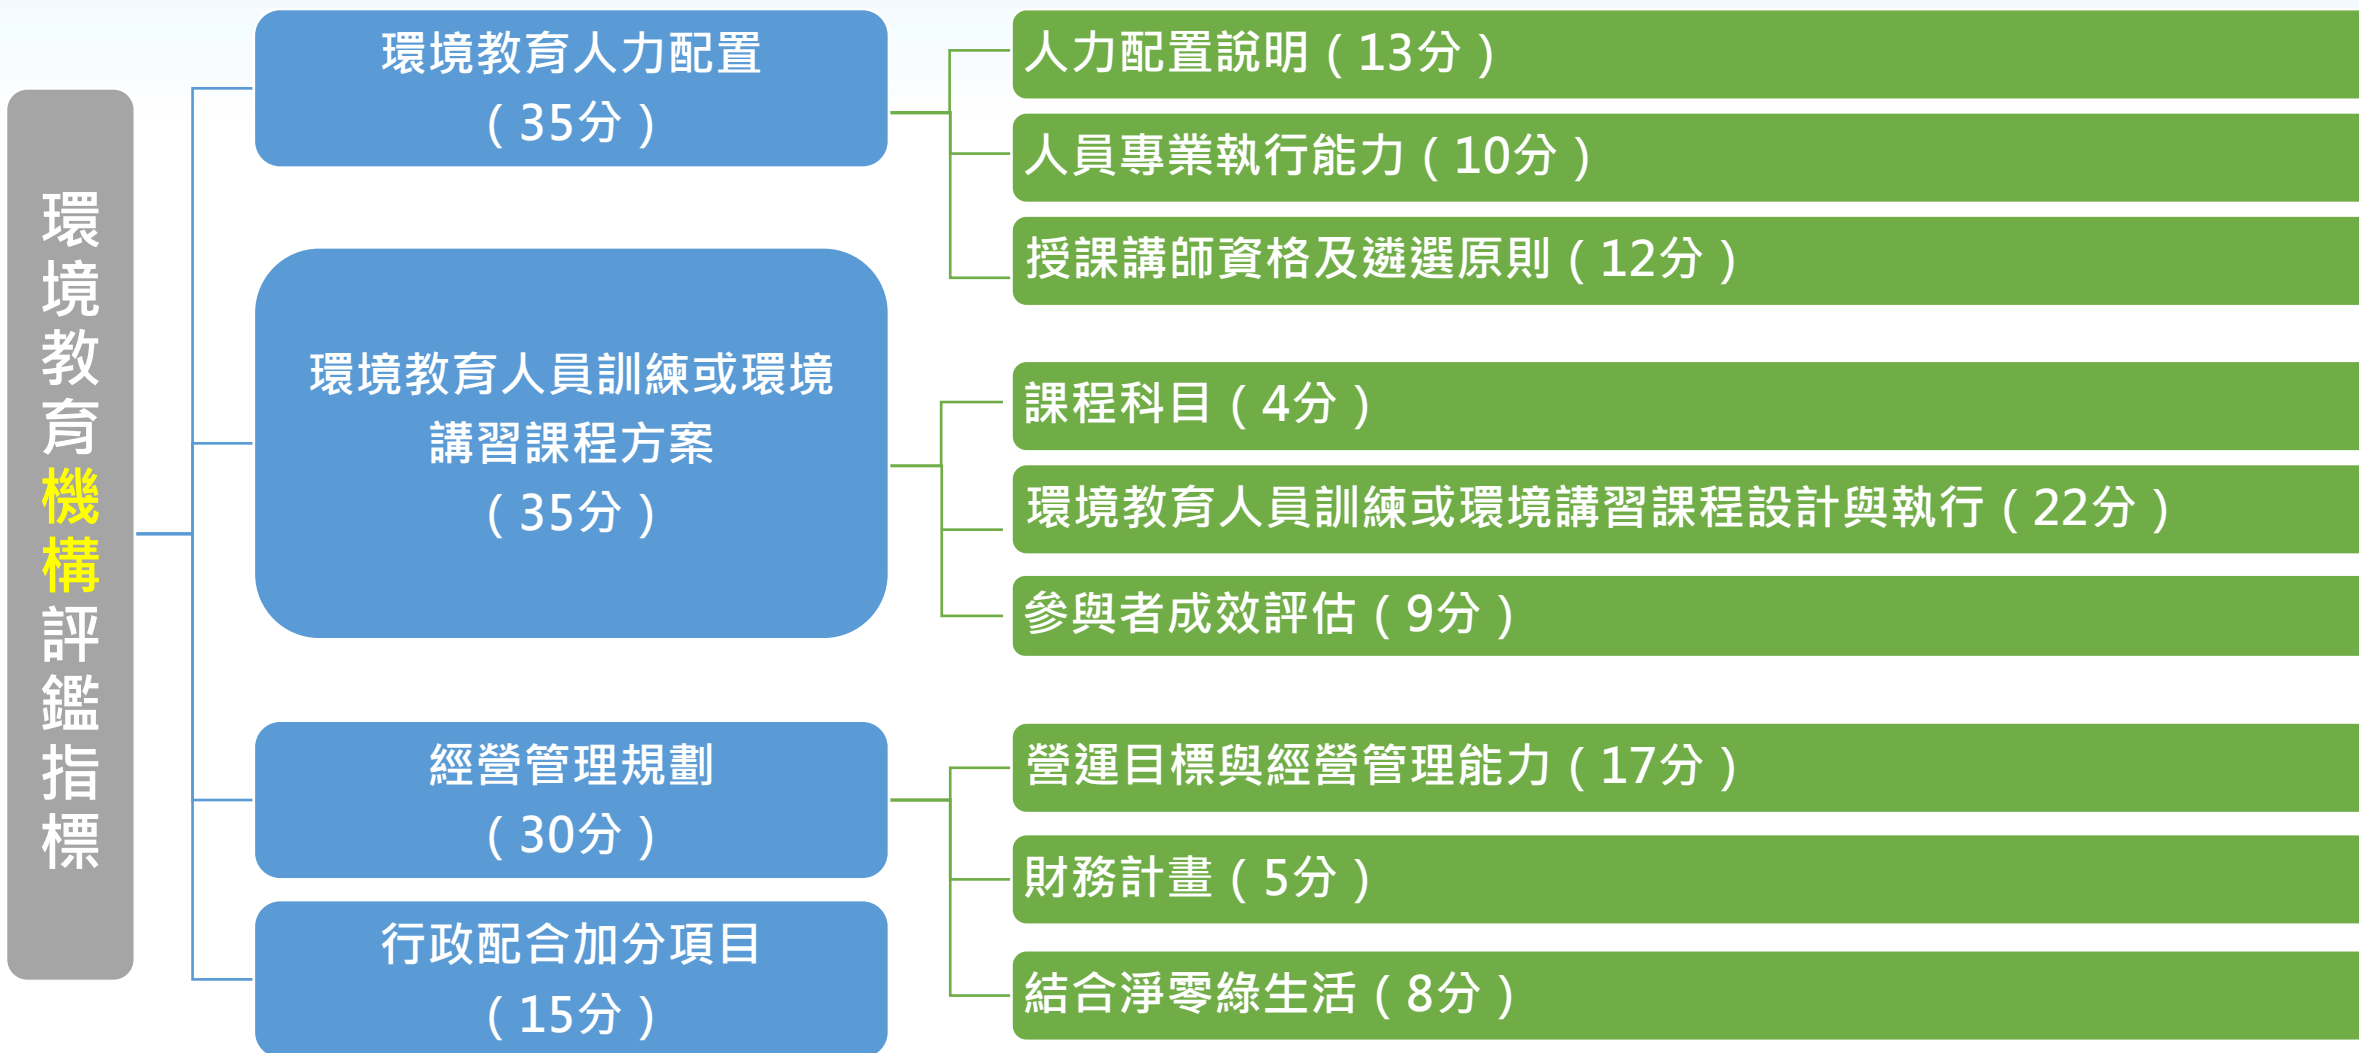 環境教育機構評鑑指標
環境教育人力配置
（35分）
人力配置說明（13分）
人員專業執行能力（10分）
授課講師資格及遴選原則（12分）
環境教育人員訓練或環境
講習課程方案
（35分）
課程科目（4分）
環境教育人員訓練或環境講習課程設計與執行（22分）
參與者成效評估（9分）
經營管理規劃
（30分）
營運目標與經營管理能力（17分）
財務計畫（5分）
結合淨零綠生活（8分）
行政配合加分項目
（15分）